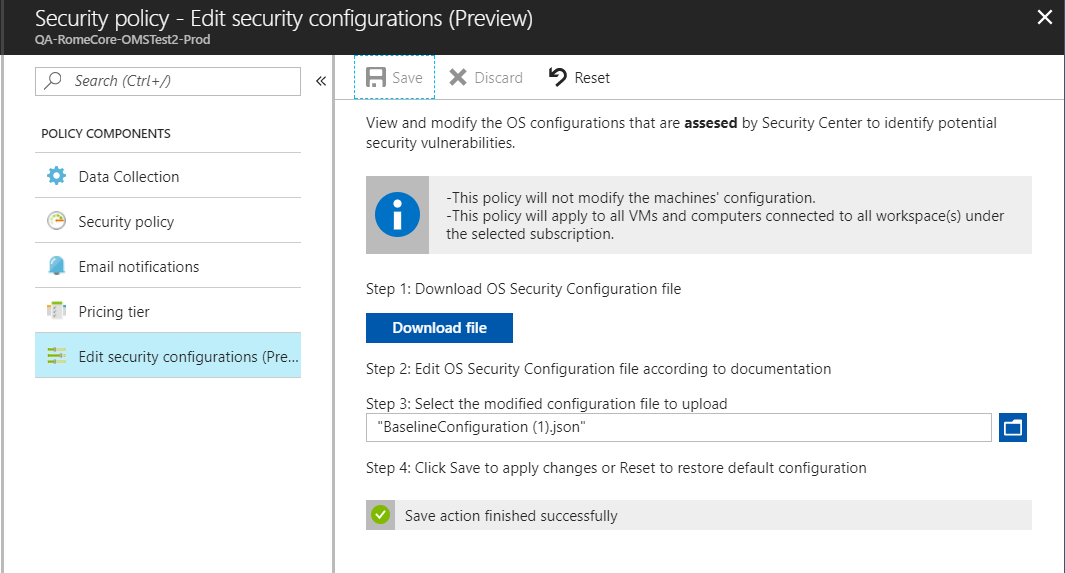 Security policy - Edit security configurations (Preview)
QA-RomeCore-OMSTest2-Prod
Search (Ctrl+/)
«
POLICY COMPONENTS
Data Collection
Security policy
Email notifications
Pricing tier
Edit security configurations (Pre...
Save
Discard
Reset
View and modify the OS configurations that are assesed by Security Center to identify potential
security vulnerabilities.
-This policy will not modify the machines' configuration.
-This policy will apply to all VMs and computers connected to all workspace(s) under
the selected subscription.
Step 1: Download OS Security Configuration file
Download file
Step 2: Edit OS Security Configuration file according to documentation
Step 3: Select the modified configuration file to upload
"BaselineConfiguration (1).json"
Step 4: Click Save to apply changes or Reset to restore default configuration
Save action finished successfully